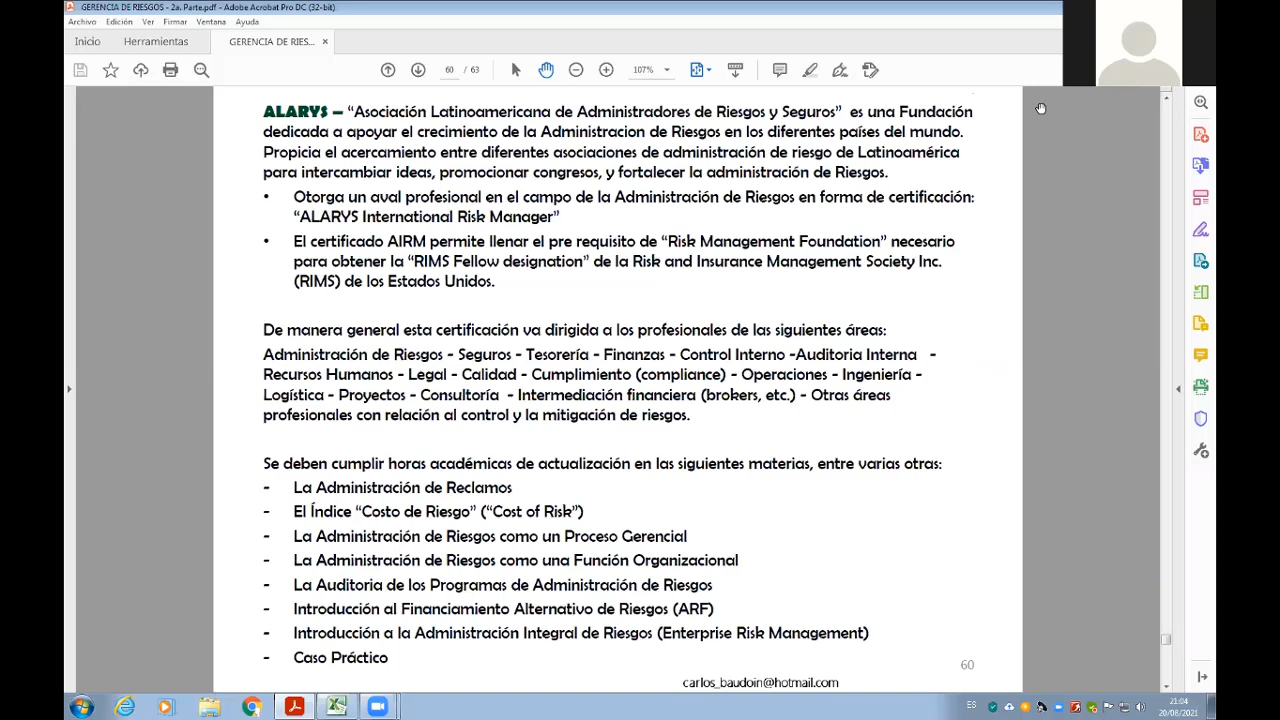 GERENCIA DE RIESGOS - 2a. Parte.pdf - Adobe Acrobat Pro DC (32-bit)
Archivo Edición Ver Firmar Ventana Ayuda
Inicio Herramientas GERENCIA DE RIES... ×
60 / 63 107%
ALARYS – “Asociación Latinoamericana de Administradores de Riesgos y Seguros” es una Fundación
dedicada a apoyar el crecimiento de la Administracion de Riesgos en los diferentes países del mundo.
Propicia el acercamiento entre diferentes asociaciones de administración de riesgo de Latinoamérica
para intercambiar ideas, promocionar congresos, y fortalecer la administración de Riesgos.
• Otorga un aval profesional en el campo de la Administración de Riesgos en forma de certificación:
“ALARYS International Risk Manager”
• El certificado AIRM permite llenar el pre requisito de “Risk Management Foundation” necesario
para obtener la “RIMS Fellow designation” de la Risk and Insurance Management Society Inc.
(RIMS) de los Estados Unidos.
De manera general esta certificación va dirigida a los profesionales de las siguientes áreas:
Administración de Riesgos - Seguros - Tesorería - Finanzas - Control Interno -Auditoria Interna -
Recursos Humanos - Legal - Calidad - Cumplimiento (compliance) - Operaciones - Ingeniería -
Logística - Proyectos - Consultoría - Intermediación financiera (brokers, etc.) - Otras áreas
profesionales con relación al control y la mitigación de riesgos.
Se deben cumplir horas académicas de actualización en las siguientes materias, entre varias otras:
- La Administración de Reclamos
- El Índice “Costo de Riesgo” (“Cost of Risk”)
- La Administración de Riesgos como un Proceso Gerencial
- La Administración de Riesgos como una Función Organizacional
- La Auditoria de los Programas de Administración de Riesgos
- Introducción al Financiamiento Alternativo de Riesgos (ARF)
- Introducción a la Administración Integral de Riesgos (Enterprise Risk Management)
- Caso Práctico
60
carlos_baudoin@hotmail.com
ES 21:04
20/08/2021